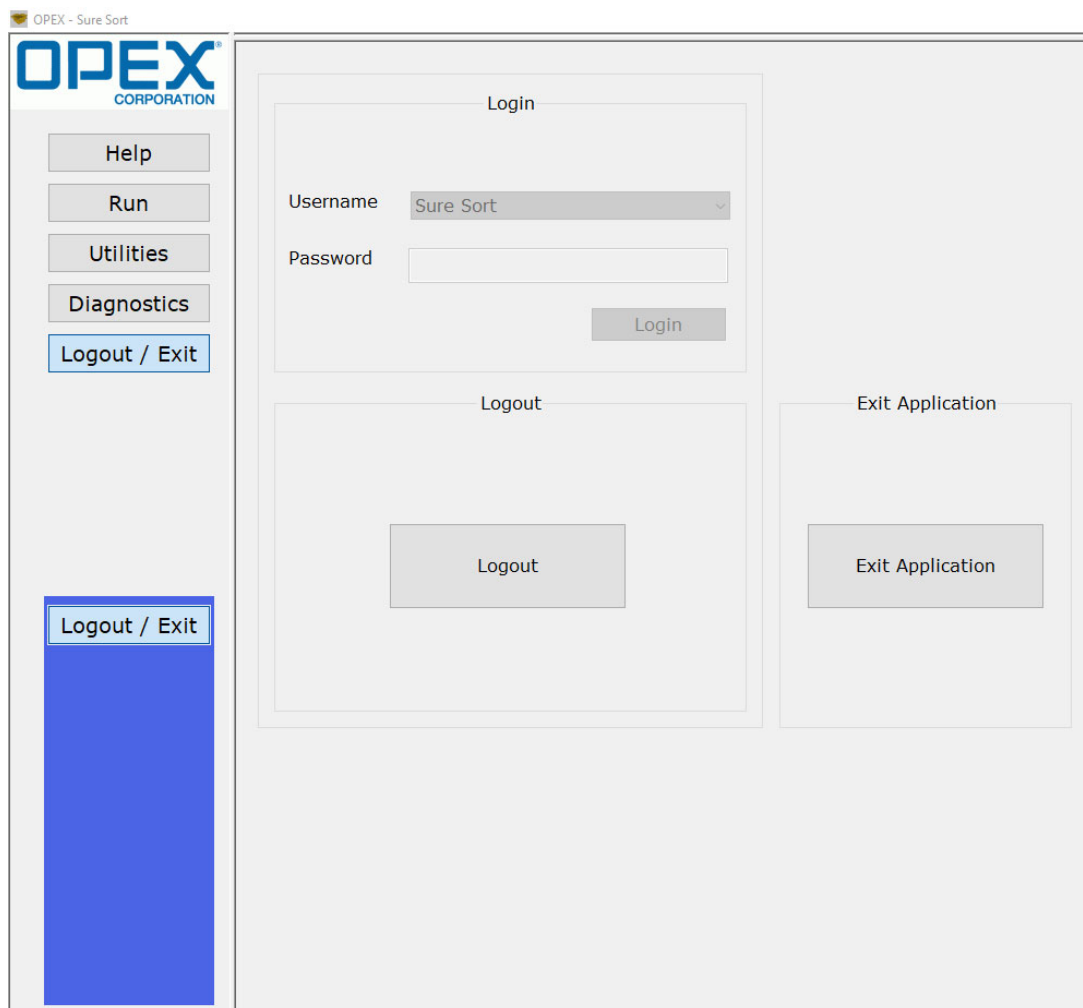 OPEX - Sure Sort
OPEX®
CORPORATION
Help
Run
Utilities
Diagnostics
Logout / Exit
Logout / Exit
Login
Username
Sure Sort
Password
Login
Logout
Logout
Exit Application
Exit Application